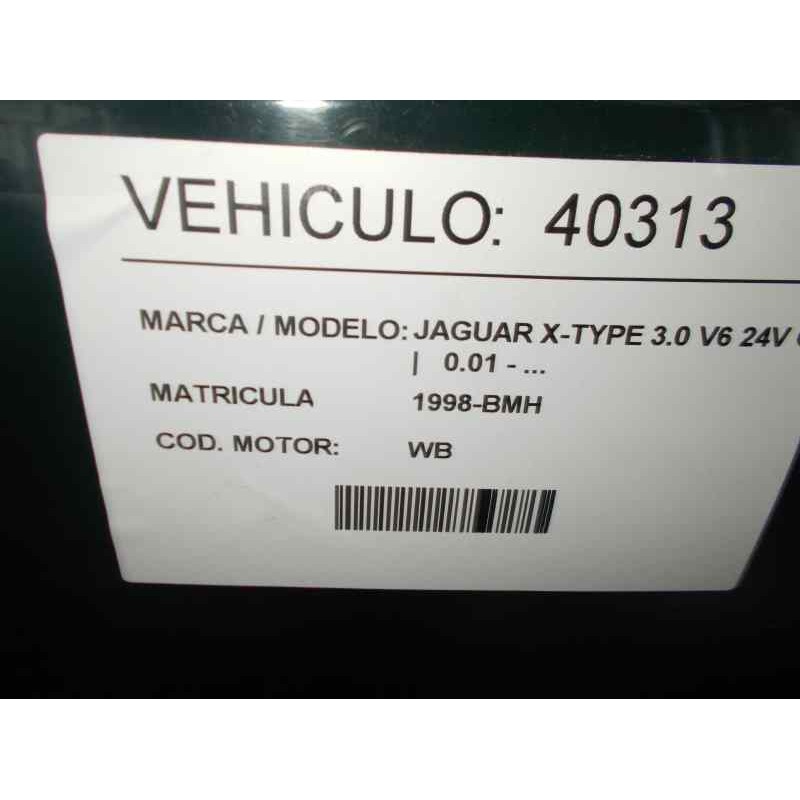 VEHICULO: 40313
MARCA / MODELO: JAGUAR X-TYPE 3.0 V6 24V
| 0.01 - ...
MATRICULA 1998-BMH
COD. MOTOR: WB